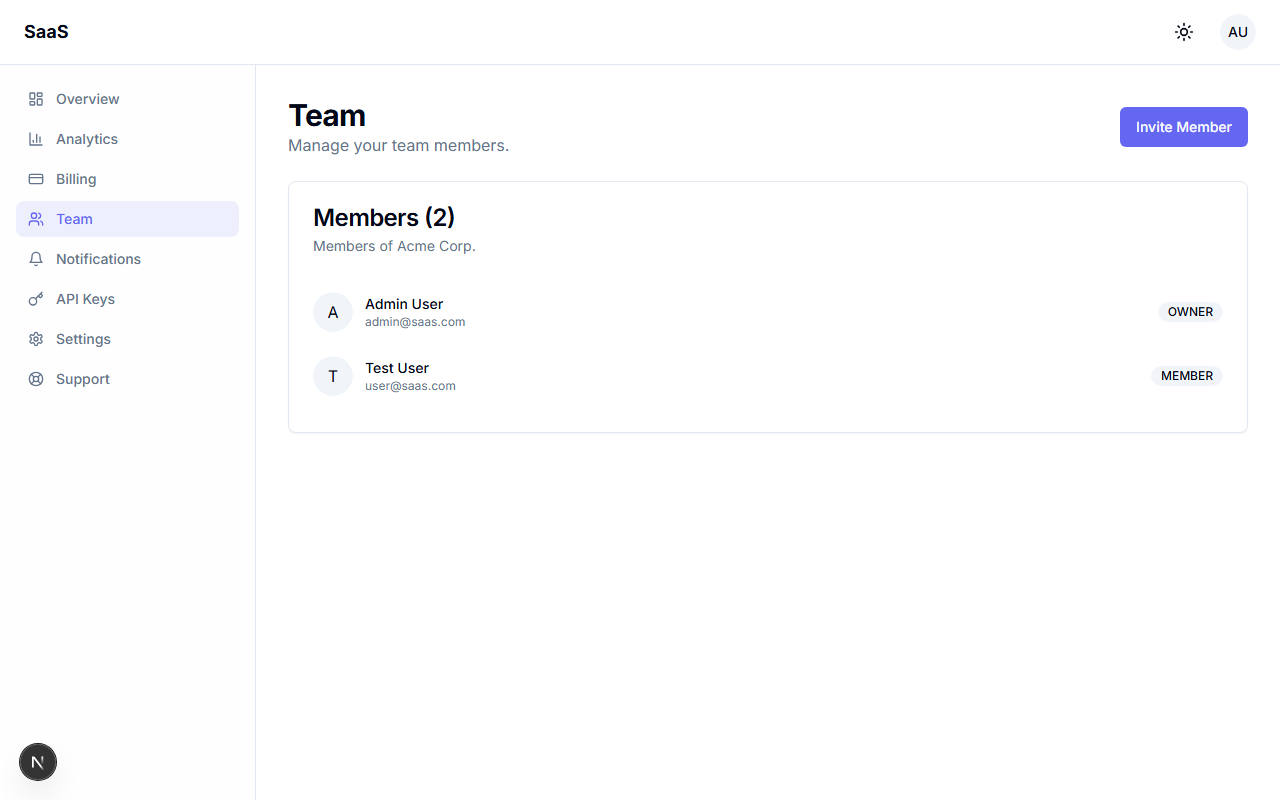 SaaS
AU
Overview
Analytics
Billing
Team
Notifications
API Keys
Settings
Support
Team
Manage your team members.
Invite Member
Members (2)
Members of Acme Corp.
A
Admin User
admin@saas.com
OWNER
T
Test User
user@saas.com
MEMBER
N